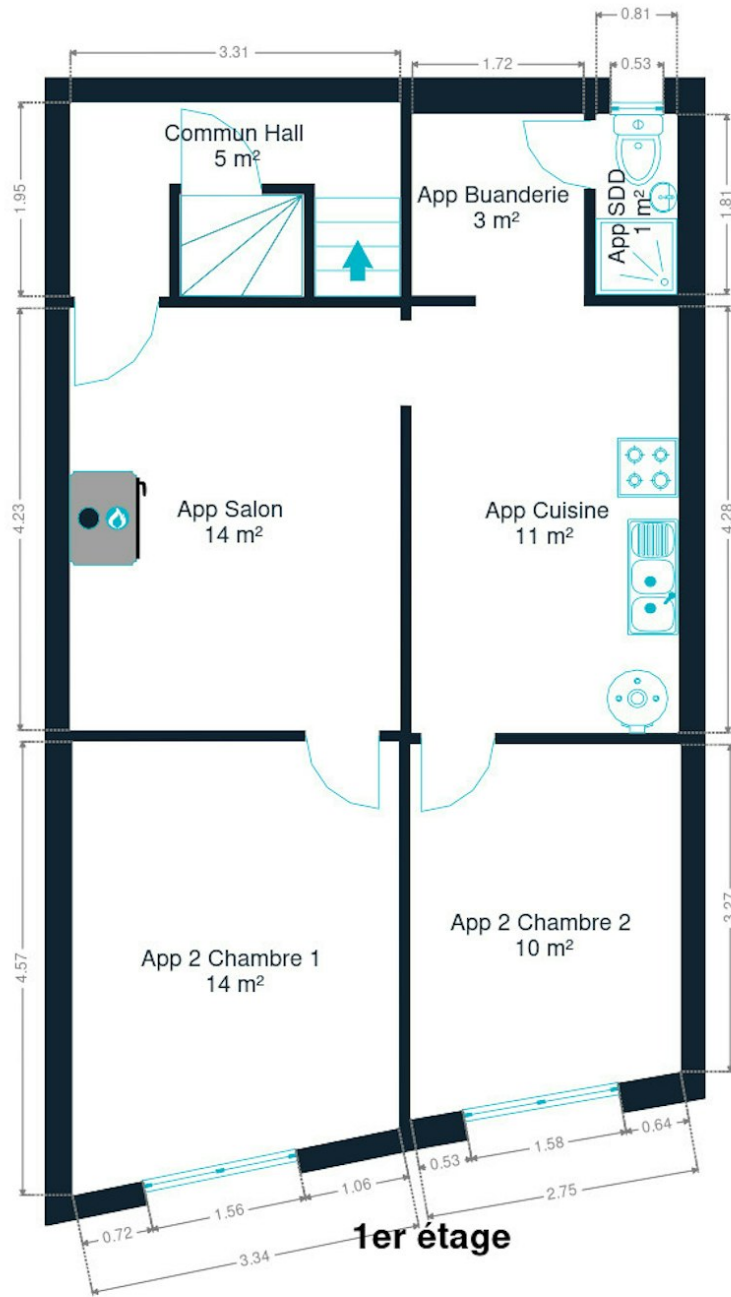 0.81
3.31
1.72
0.53
Commun Hall
5 m²
1.95
App Buanderie
3 m²
App SDD
1 m²
1.81
4.23
App Salon
14 m²
App Cuisine
11 m²
4.28
4.57
App 2 Chambre 1
14 m²
App 2 Chambre 2
10 m²
3.27
0.72
1.56
1.06
3.34
0.53
1.58
0.64
2.75
1er étage